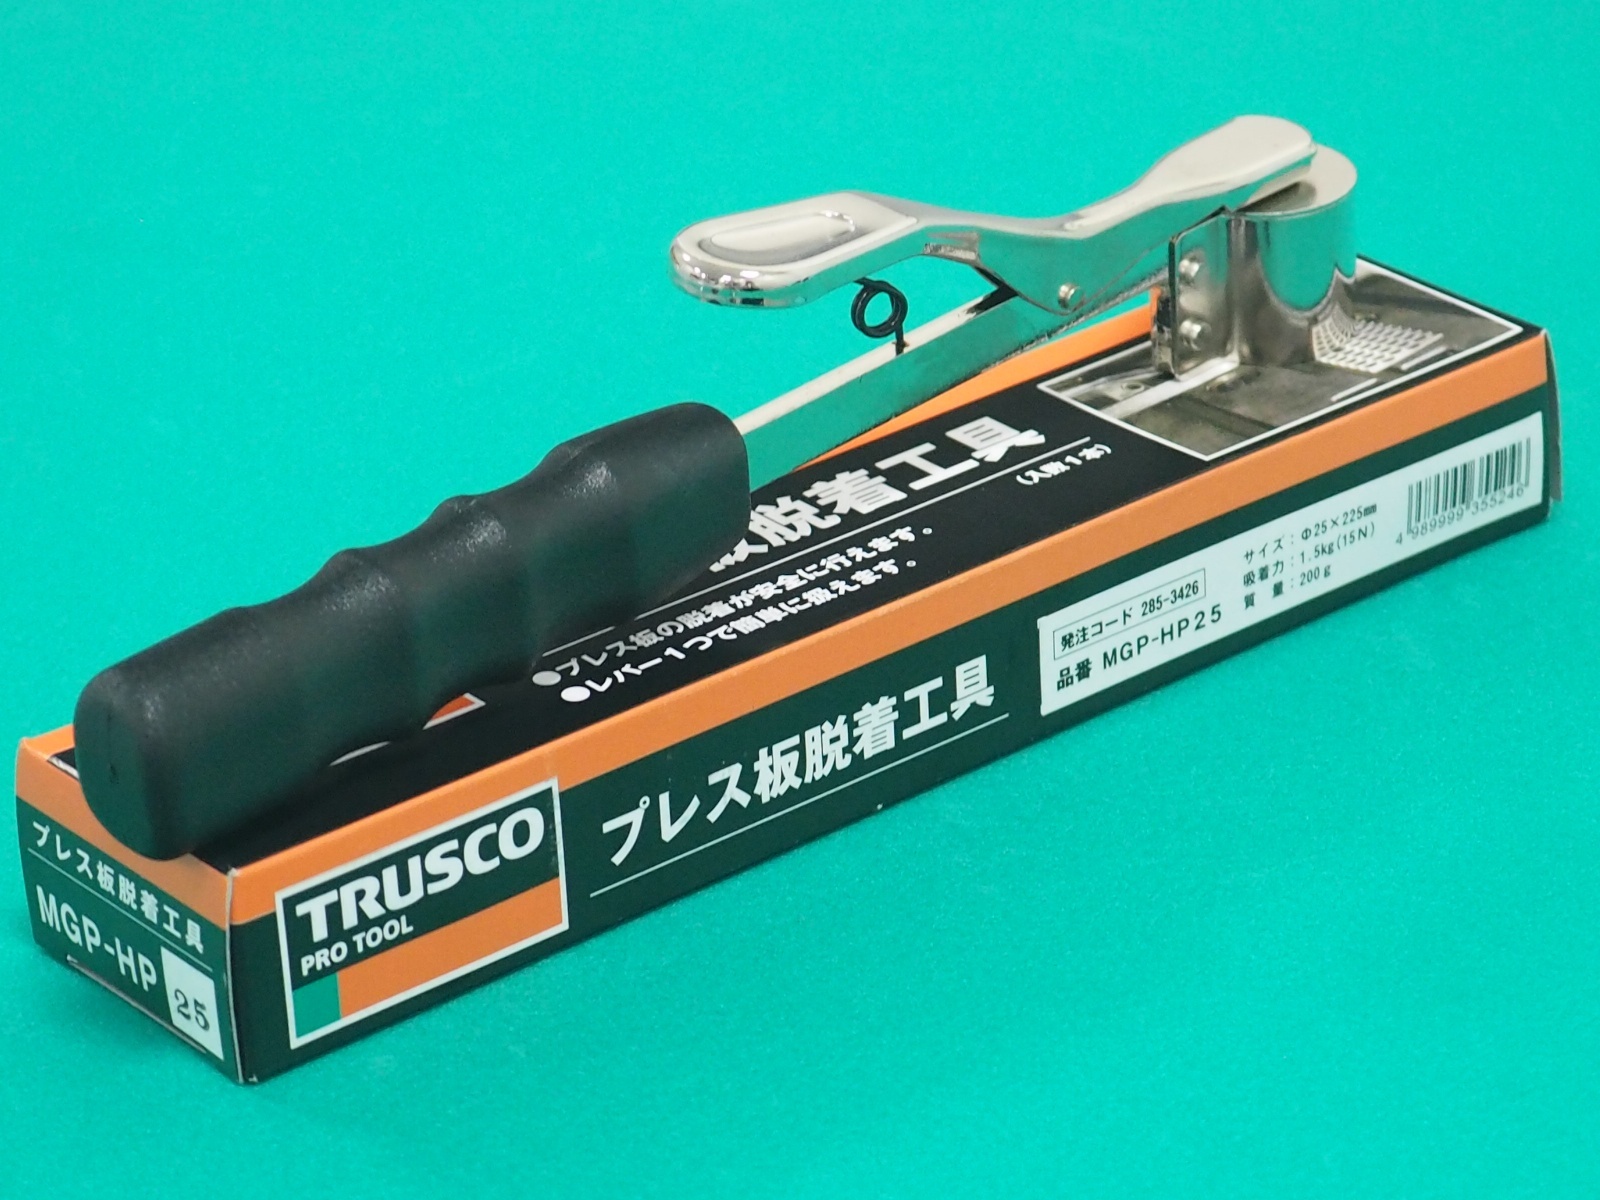 板脱着工具
(入数1本)
●プレス板の脱着が安全に行えます。
●レバー1つで簡単に扱えます。
プレス板脱着工具
MGP-HP
25
TRUSCO
PRO TOOL
プレス板脱着工具
発注コード 285-3426
品番 MGP-HP25
サイズ：Φ25×225mm
吸着力：1.5kg(15N)
質 量：200g
4 989999 355246